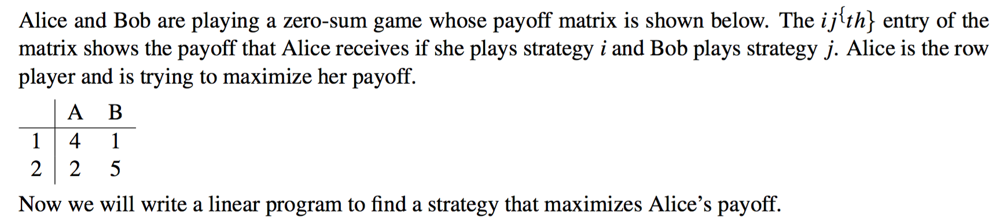 Alice and Bob are playing a zero-sum game whose payoff matrix is shown below. The ij^{th} entry of the
matrix shows the payoff that Alice receives if she plays strategy i and Bob plays strategy j. Alice is the row
player and is trying to maximize her payoff.
A B
1 4 1
2 2 5
Now we will write a linear program to find a strategy that maximizes Alice's payoff.